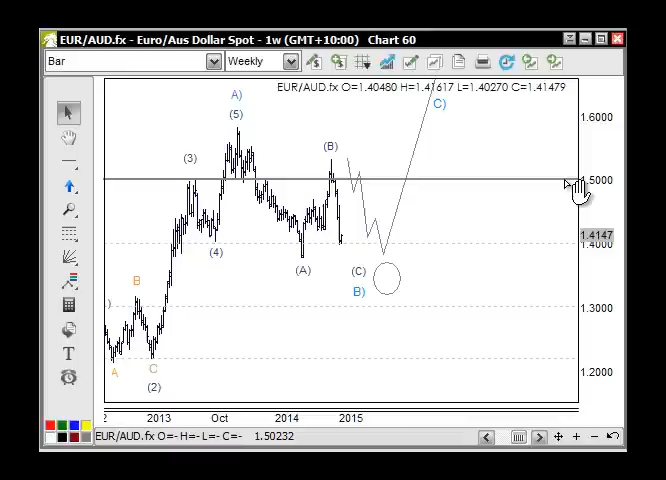 EUR/AUD.fx - Euro/Aus Dollar Spot - 1w (GMT+10:00) Chart 60
Bar
Weekly
EUR/AUD.fx O=1.40480 H=1.41617 L=1.40270 C=1.41479
A)
C)
(5)
1.6000
(B)
(3)
1.5000
1.4147
(4)
1.4000
(A)
(C)
B
B)
)
1.3000
A
C
1.2000
(2)
2
2013
Oct
2014
2015
T
EUR/AUD.fx O=- H=- L=- C=-
1.50232